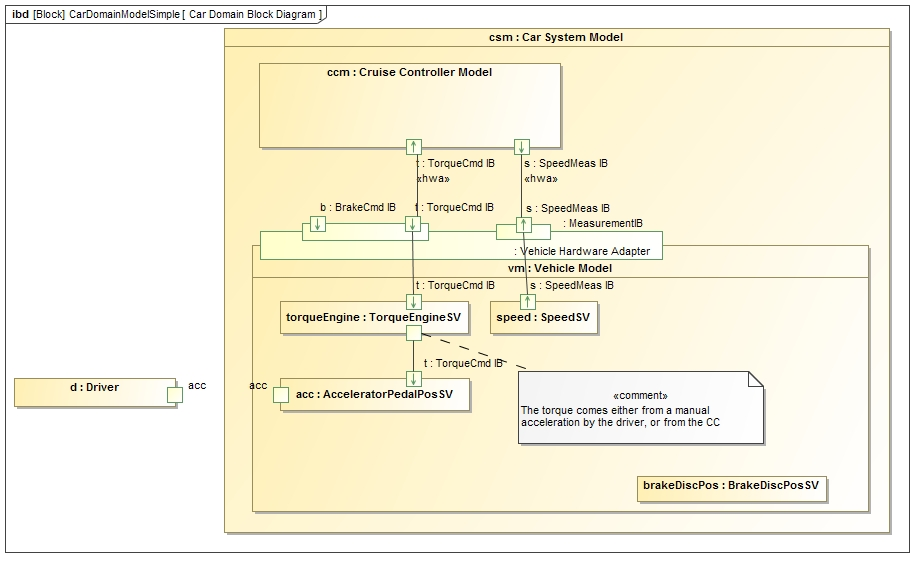 ibd [Block] CarDomainModelSimple [ Car Domain Block Diagram ]
csm : Car System Model
ccm : Cruise Controller Model
t : TorqueCmd IB
s : SpeedMeas IB
«hwa»
«hwa»
b : BrakeCmd IB
t : TorqueCmd IB
s : SpeedMeas IB
: MeasurementIB
: Vehicle Hardware Adapter
vm : Vehicle Model
t : TorqueCmd IB
s : SpeedMeas IB
torqueEngine : TorqueEngineSV
speed : SpeedSV
t : TorqueCmd IB
d : Driver
acc
acc
acc : AcceleratorPedalPosSV
«comment»
The torque comes either from a manual
acceleration by the driver, or from the CC
brakeDiscPos : BrakeDiscPosSV